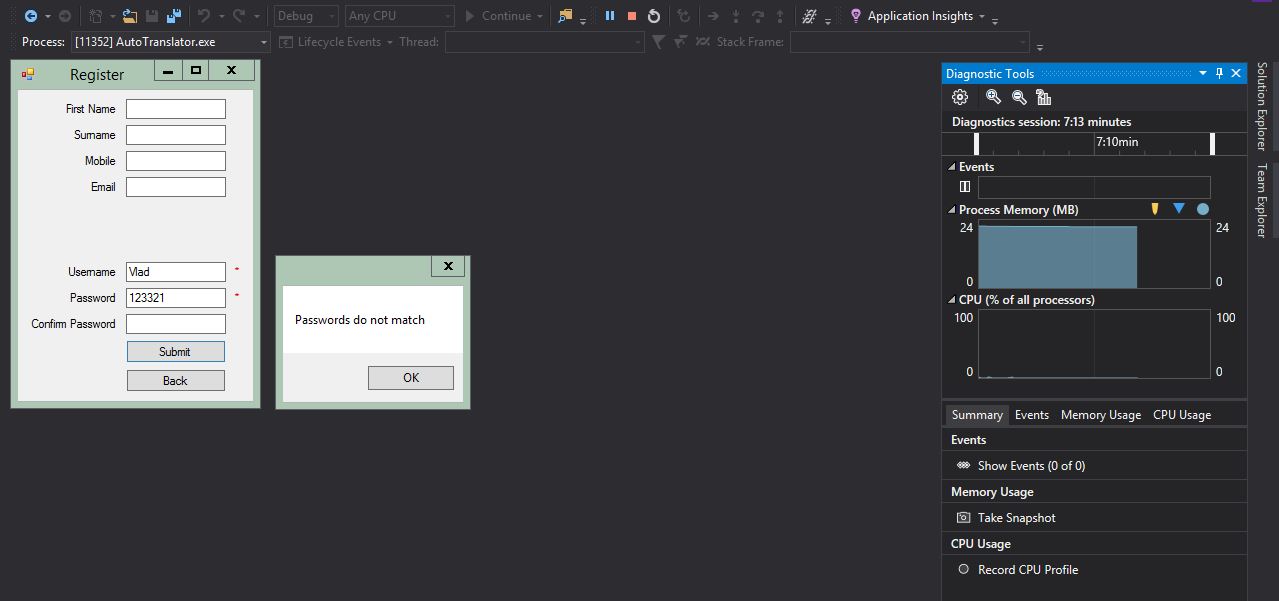 Debug Any CPU Continue Application Insights
Process: [11352] AutoTranslator.exe Lifecycle Events Thread: Stack Frame:
Register
First Name
Surname
Mobile
Email
Username Vlad *
Password 123321 *
Confirm Password
Submit
Back
X
Passwords do not match
OK
Diagnostic Tools
Diagnostics session: 7:13 minutes
7:10min
Events
Process Memory (MB)
24 24
0 0
CPU (% of all processors)
100 100
0 0
Summary Events Memory Usage CPU Usage
Events
Show Events (0 of 0)
Memory Usage
Take Snapshot
CPU Usage
Record CPU Profile
Solution Explorer
Team Explorer